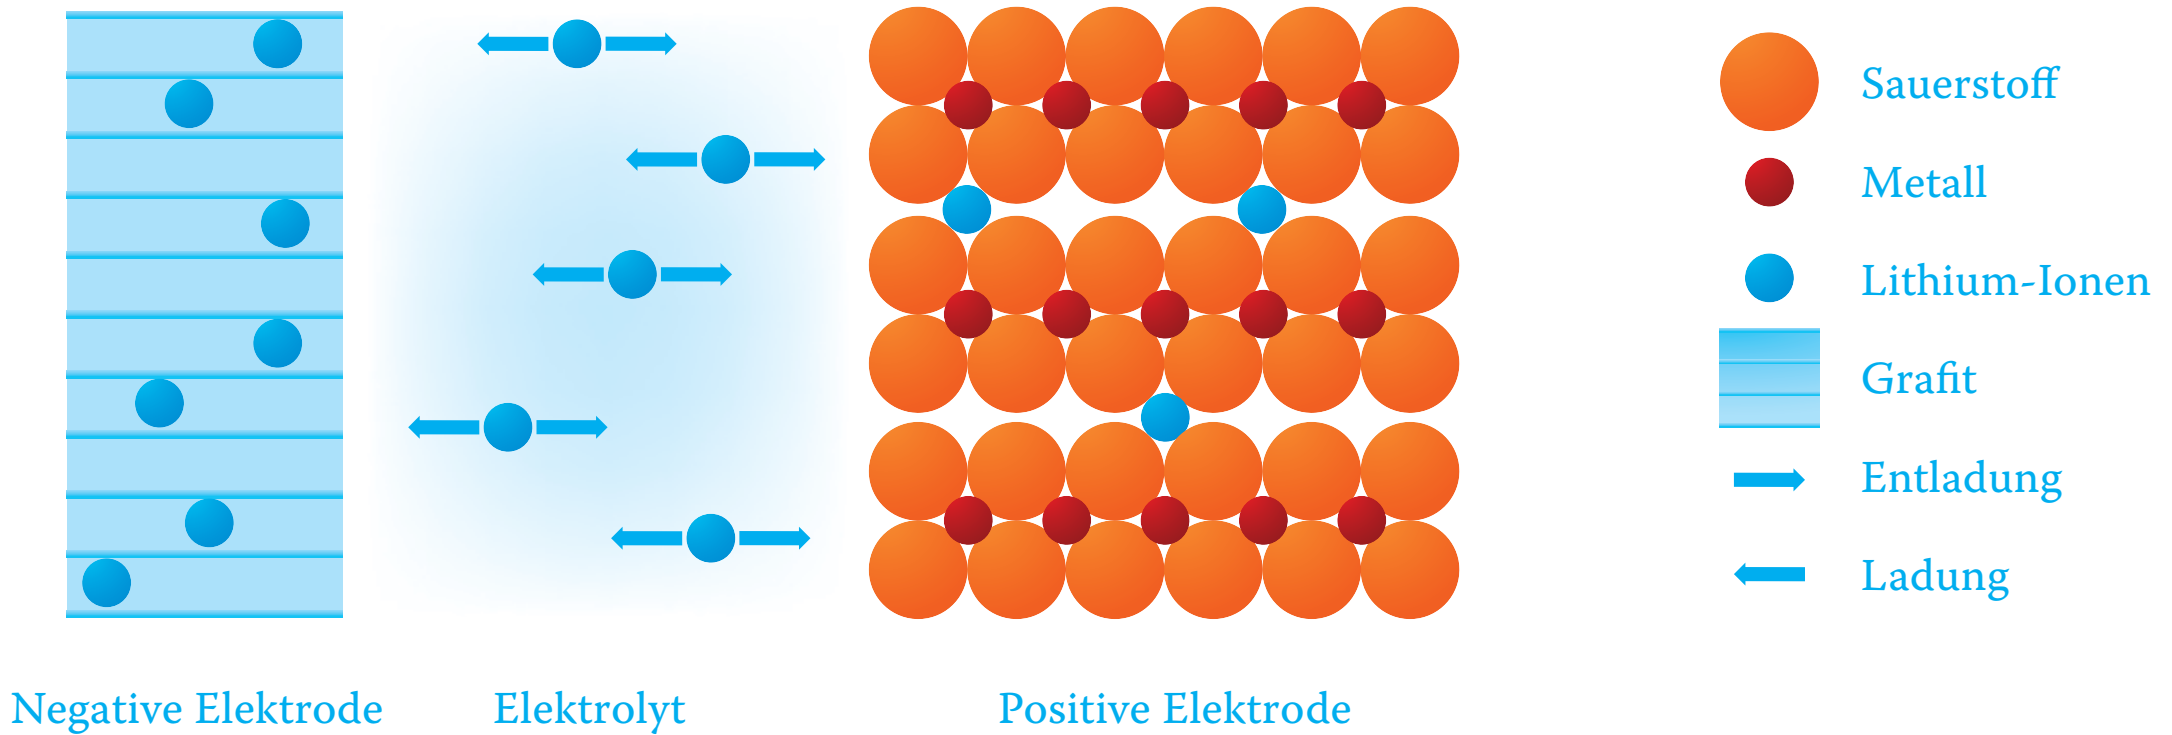 Sauerstoff
Metall
Lithium-Ionen
Grafit
Entladung
Ladung
Negative Elektrode
Elektrolyt
Positive Elektrode